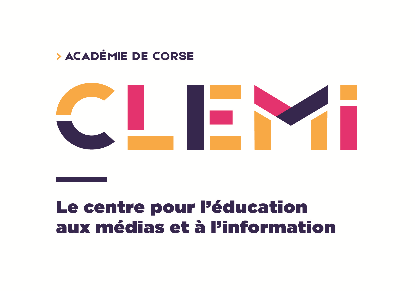 > ACADÉMIE DE CORSE
CLEMI
Le centre pour l'éducation
aux médias et à l'information